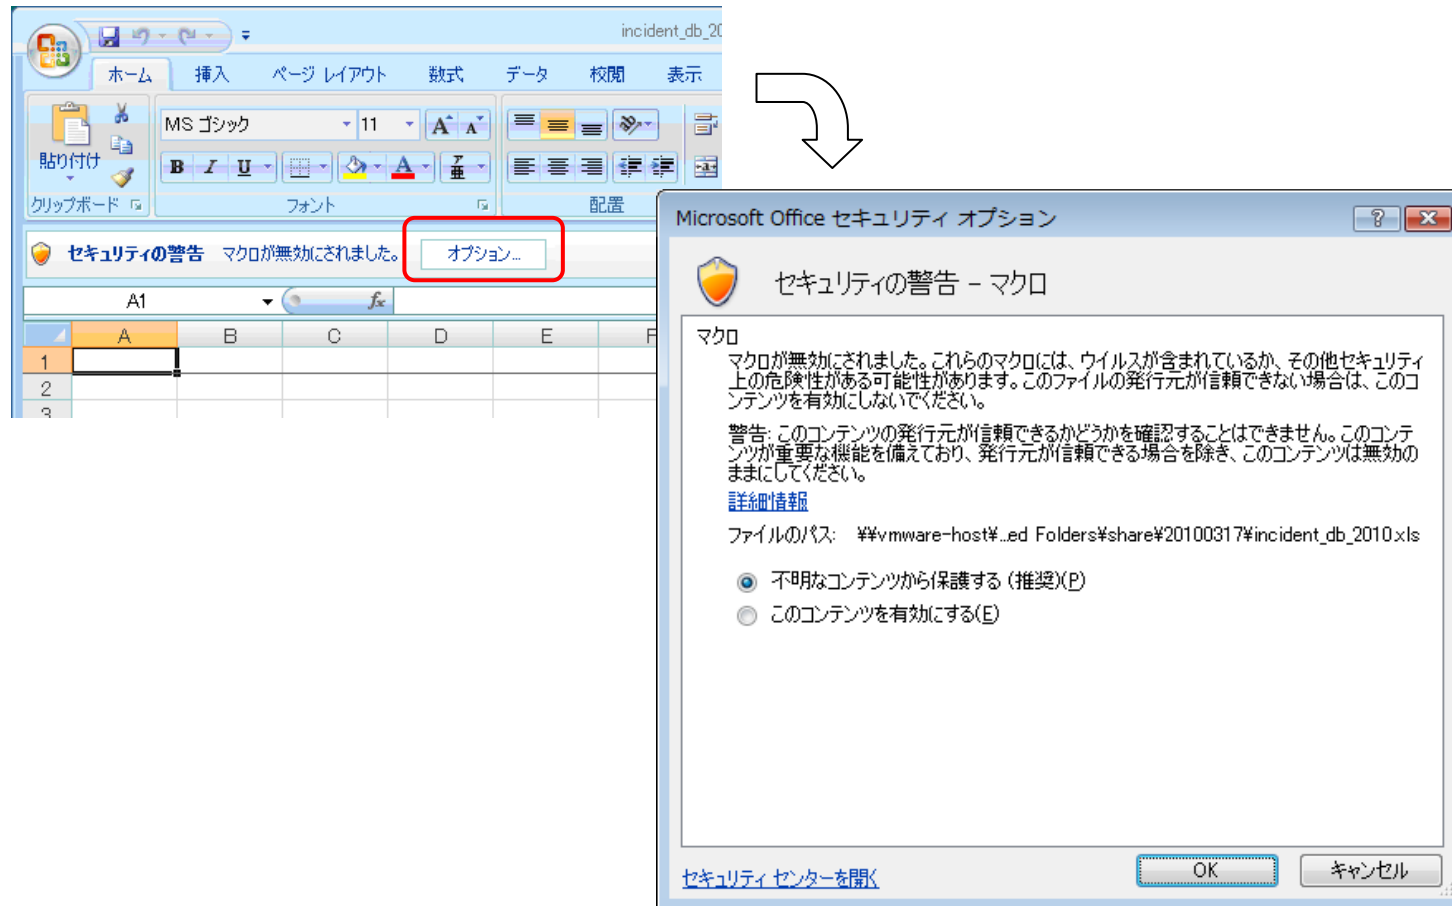 incident_db_20
ホーム 挿入 ページ レイアウト 数式 データ 校閲 表示
MS ゴシック 11 A A
貼り付け B I U A 亜
クリップボード フォント 配置
セキュリティの警告 マクロが無効にされました。 オプション...
A1 fx
A B C D E F
1
2
3
Microsoft Office セキュリティ オプション
セキュリティの警告 - マクロ
マクロ
マクロが無効にされました。これらのマクロには、ウイルスが含まれているか、その他セキュリティ
上の危険性がある可能性があります。このファイルの発行元が信頼できない場合は、このコ
ンテンツを有効にしないでください。
警告: このコンテンツの発行元が信頼できるかどうかを確認することはできません。このコンテ
ンツが重要な機能を備えており、発行元が信頼できる場合を除き、このコンテンツは無効の
ままにしてください。
詳細情報
ファイルのパス: ¥¥vmware-host¥...ed Folders¥share¥20100317¥incident_db_2010.xls
不明なコンテンツから保護する (推奨)(P)
このコンテンツを有効にする(E)
セキュリティ センターを開く OK キャンセル